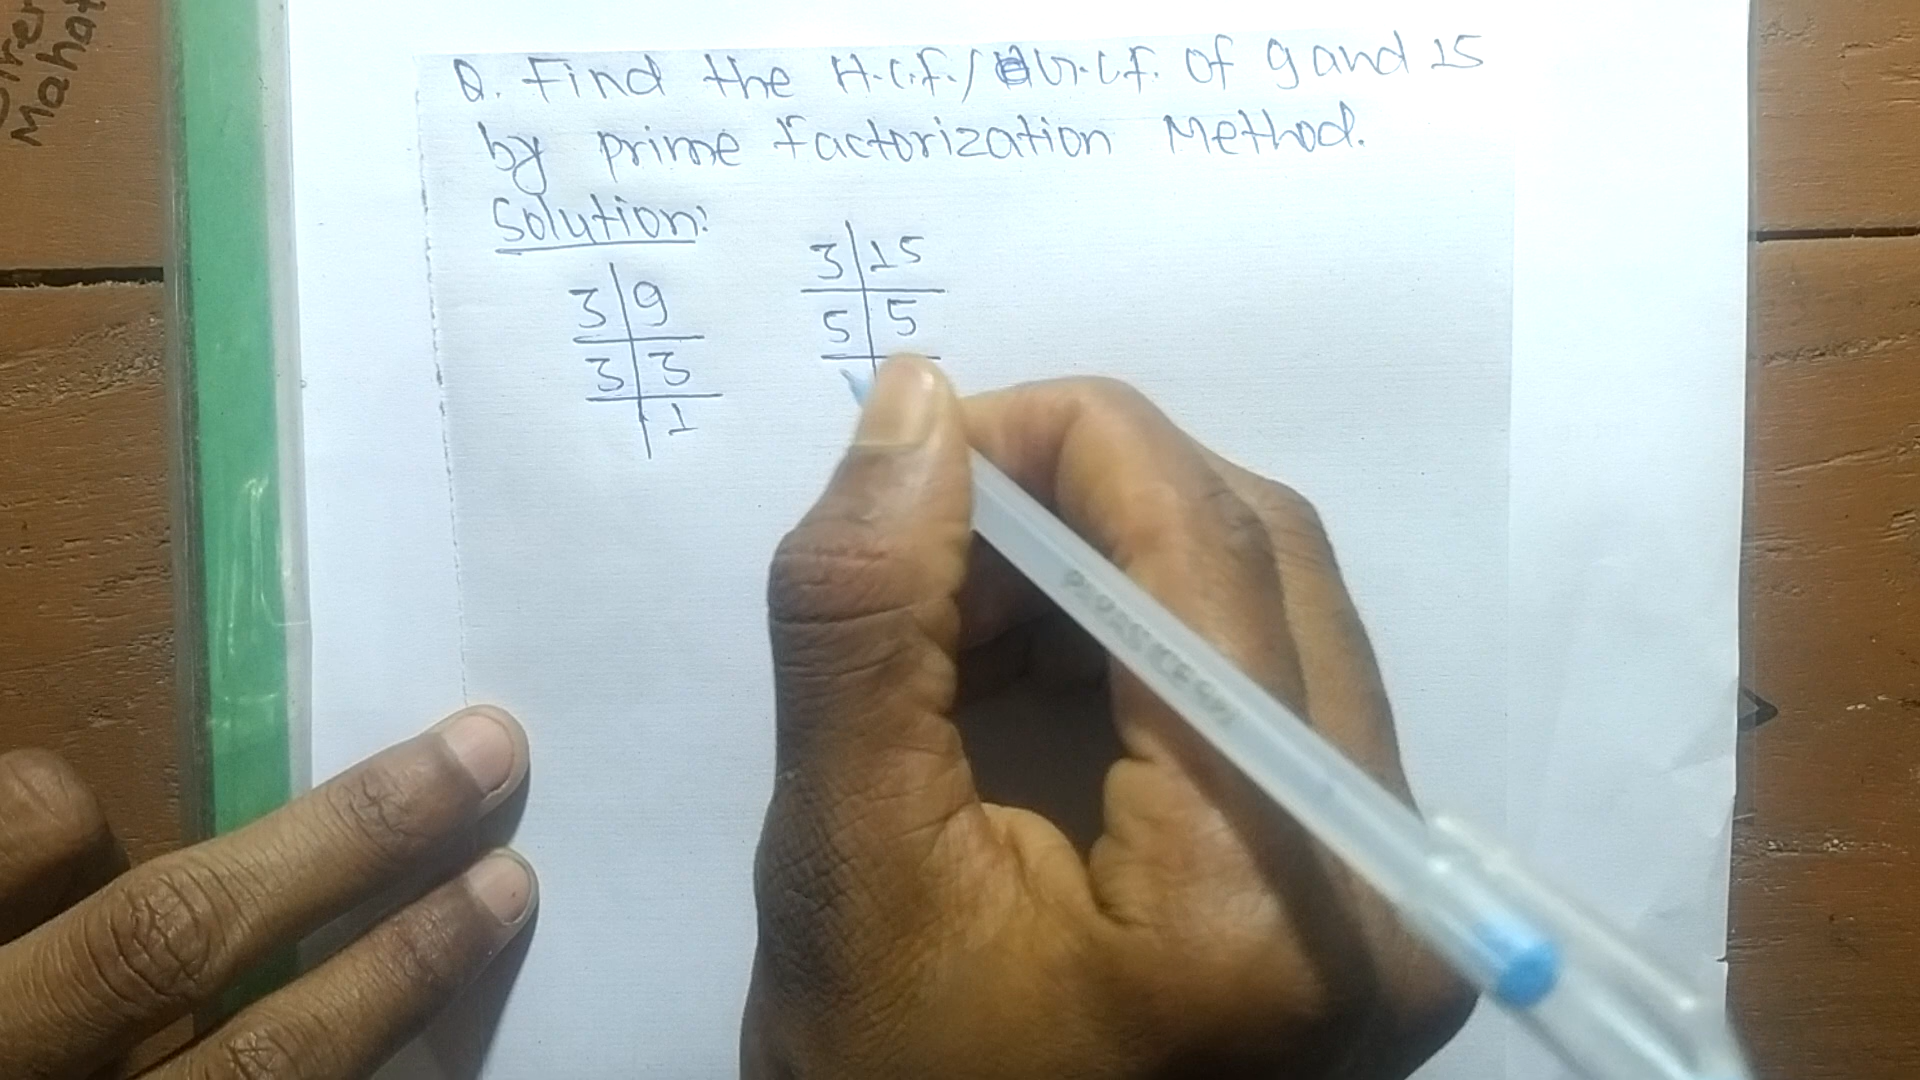 Q. Find the H.C.F./G.C.F. of 9 and 15
by prime factorization Method.
Solution:
3 | 9
3 | 3
| 1
3 | 15
5 | 5